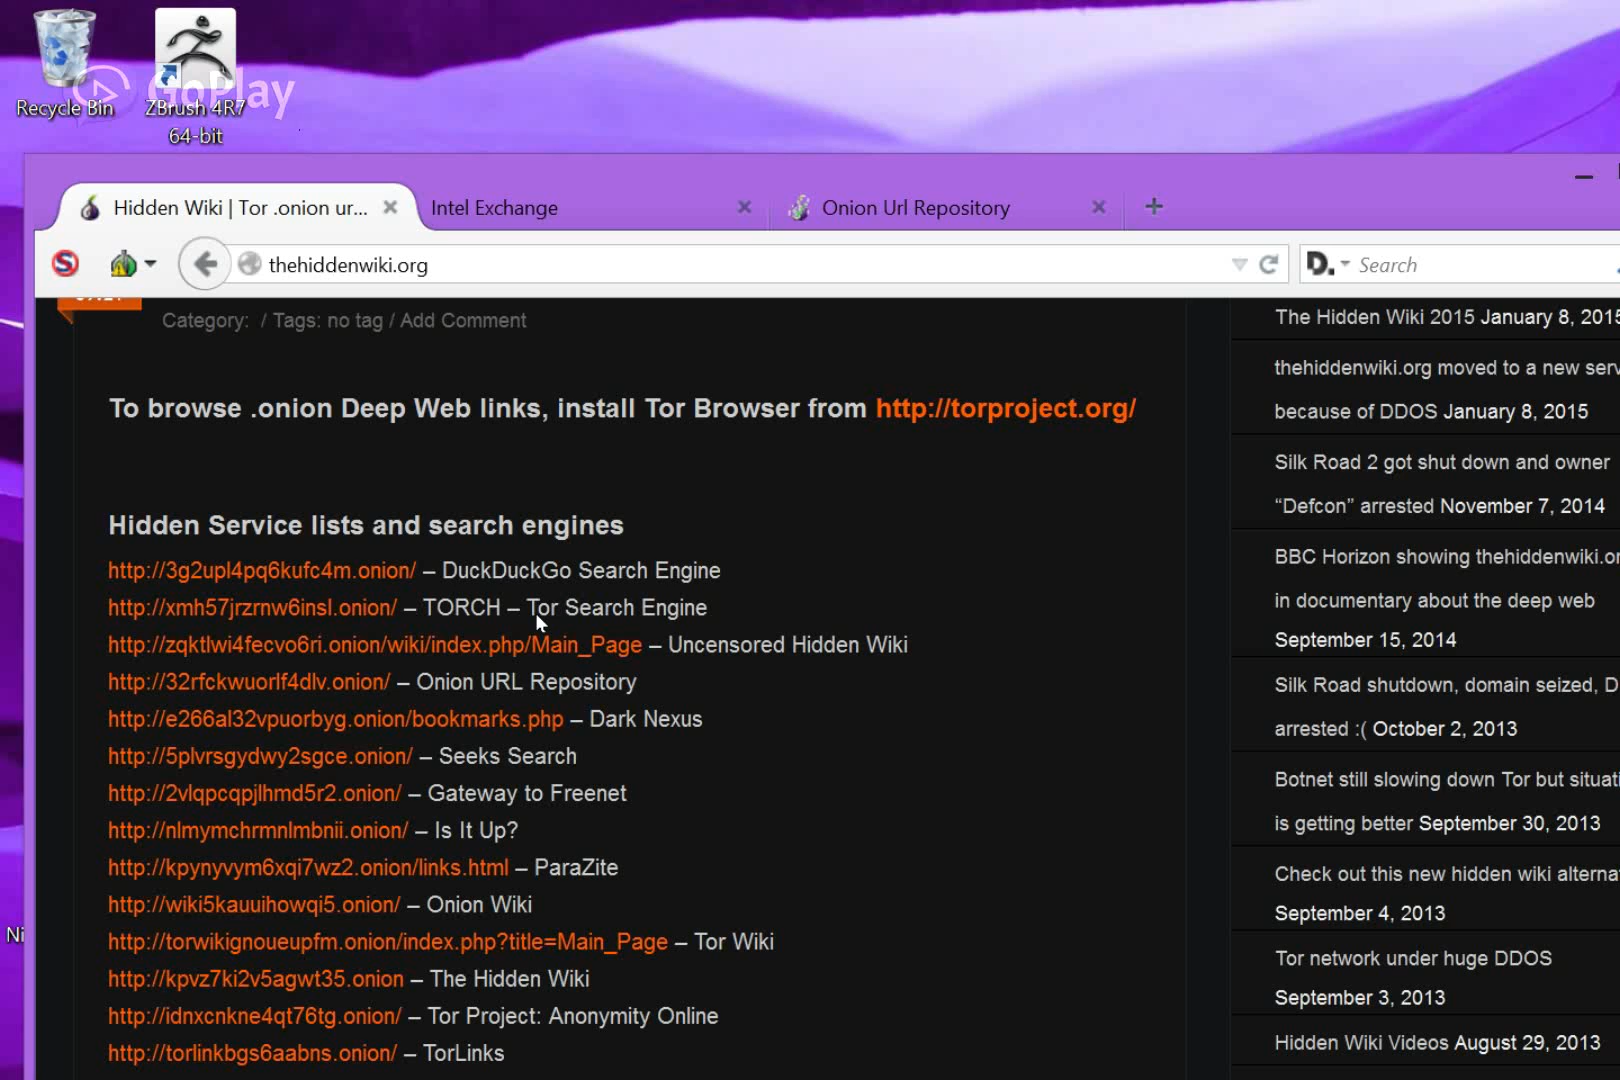 GoPlay
Recycle Bin
ZBrush 4R7
64-bit
Hidden Wiki | Tor .onion ur...
Intel Exchange
Onion Url Repository
thehiddenwiki.org
D.
Search
Category: / Tags: no tag / Add Comment
To browse .onion Deep Web links, install Tor Browser from http://torproject.org/
Hidden Service lists and search engines
http://3g2upl4pq6kufc4m.onion/ – DuckDuckGo Search Engine
http://xmh57jrzrnw6insl.onion/ – TORCH – Tor Search Engine
http://zqktlwi4fecvo6ri.onion/wiki/index.php/Main_Page – Uncensored Hidden Wiki
http://32rfckwuorlf4dlv.onion/ – Onion URL Repository
http://e266al32vpuorbyg.onion/bookmarks.php – Dark Nexus
http://5plvrsgydwy2sgce.onion/ – Seeks Search
http://2vlqpcqpjlhmd5r2.onion/ – Gateway to Freenet
http://nlmymchrmnlmbnii.onion/ – Is It Up?
http://kpynyvym6xqi7wz2.onion/links.html – ParaZite
http://wiki5kauuihowqi5.onion/ – Onion Wiki
http://torwikignoueupfm.onion/index.php?title=Main_Page – Tor Wiki
http://kpvz7ki2v5agwt35.onion – The Hidden Wiki
http://idnxcnkne4qt76tg.onion/ – Tor Project: Anonymity Online
http://torlinkbgs6aabns.onion/ – TorLinks
The Hidden Wiki 2015 January 8, 2015
thehiddenwiki.org moved to a new serv
because of DDOS January 8, 2015
Silk Road 2 got shut down and owner
“Defcon” arrested November 7, 2014
BBC Horizon showing thehiddenwiki.or
in documentary about the deep web
September 15, 2014
Silk Road shutdown, domain seized, D
arrested :( October 2, 2013
Botnet still slowing down Tor but situati
is getting better September 30, 2013
Check out this new hidden wiki alterna
September 4, 2013
Tor network under huge DDOS
September 3, 2013
Hidden Wiki Videos August 29, 2013
Ni